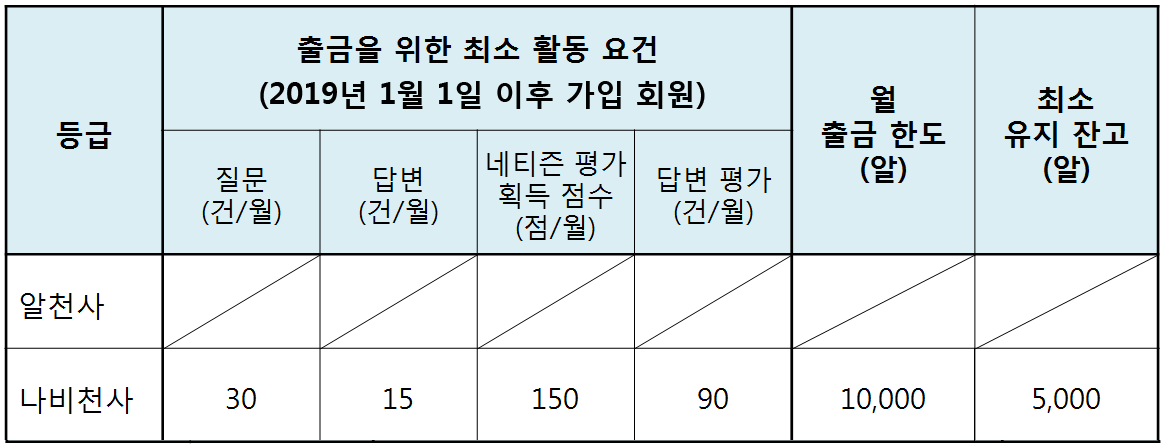 등급
출금을 위한 최소 활동 요건
(2019년 1월 1일 이후 가입 회원)
월
출금 한도
(알)
최소
유지 잔고
(알)
질문
(건/월)
답변
(건/월)
네티즌 평가
획득 점수
(점/월)
답변 평가
(건/월)
알천사
나비천사 30 15 150 90 10,000 5,000